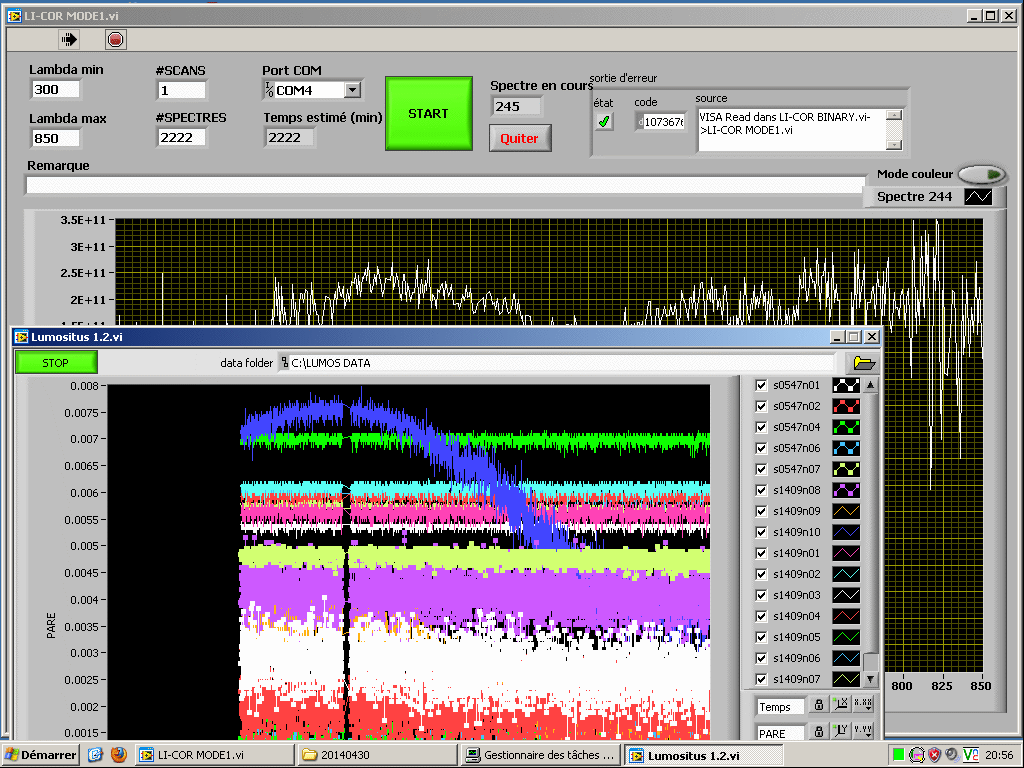 LI-COR MODE1.vi
Lambda min
300
Lambda max
850
#SCANS
1
#SPECTRES
2222
Port COM
COM4
Temps estimé (min)
2222
START
Spectre en cours
245
Quiter
sortie d'erreur
état
code
d1073676
source
VISA Read dans LI-COR BINARY.vi-
>LI-COR MODE1.vi
Remarque
Mode couleur
Spectre 244
3.5E+11
3E+11
2.5E+11
2E+11
800
825
850
Lumositus 1.2.vi
STOP
data folder
C:\LUMOS DATA
0.008
0.0075
0.007
0.0065
0.006
0.0055
0.005
0.0045
0.004
0.0035
0.003
0.0025
0.002
0.0015
PARE
s0547n01
s0547n02
s0547n04
s0547n06
s0547n07
s1409n08
s1409n09
s1409n10
s1409n01
s1409n02
s1409n03
s1409n04
s1409n05
s1409n06
s1409n07
Temps
X
X.XX
PARE
Y
Y.YY
Démarrer
LI-COR MODE1.vi
20140430
Gestionnaire des tâches ...
Lumositus 1.2.vi
20:56